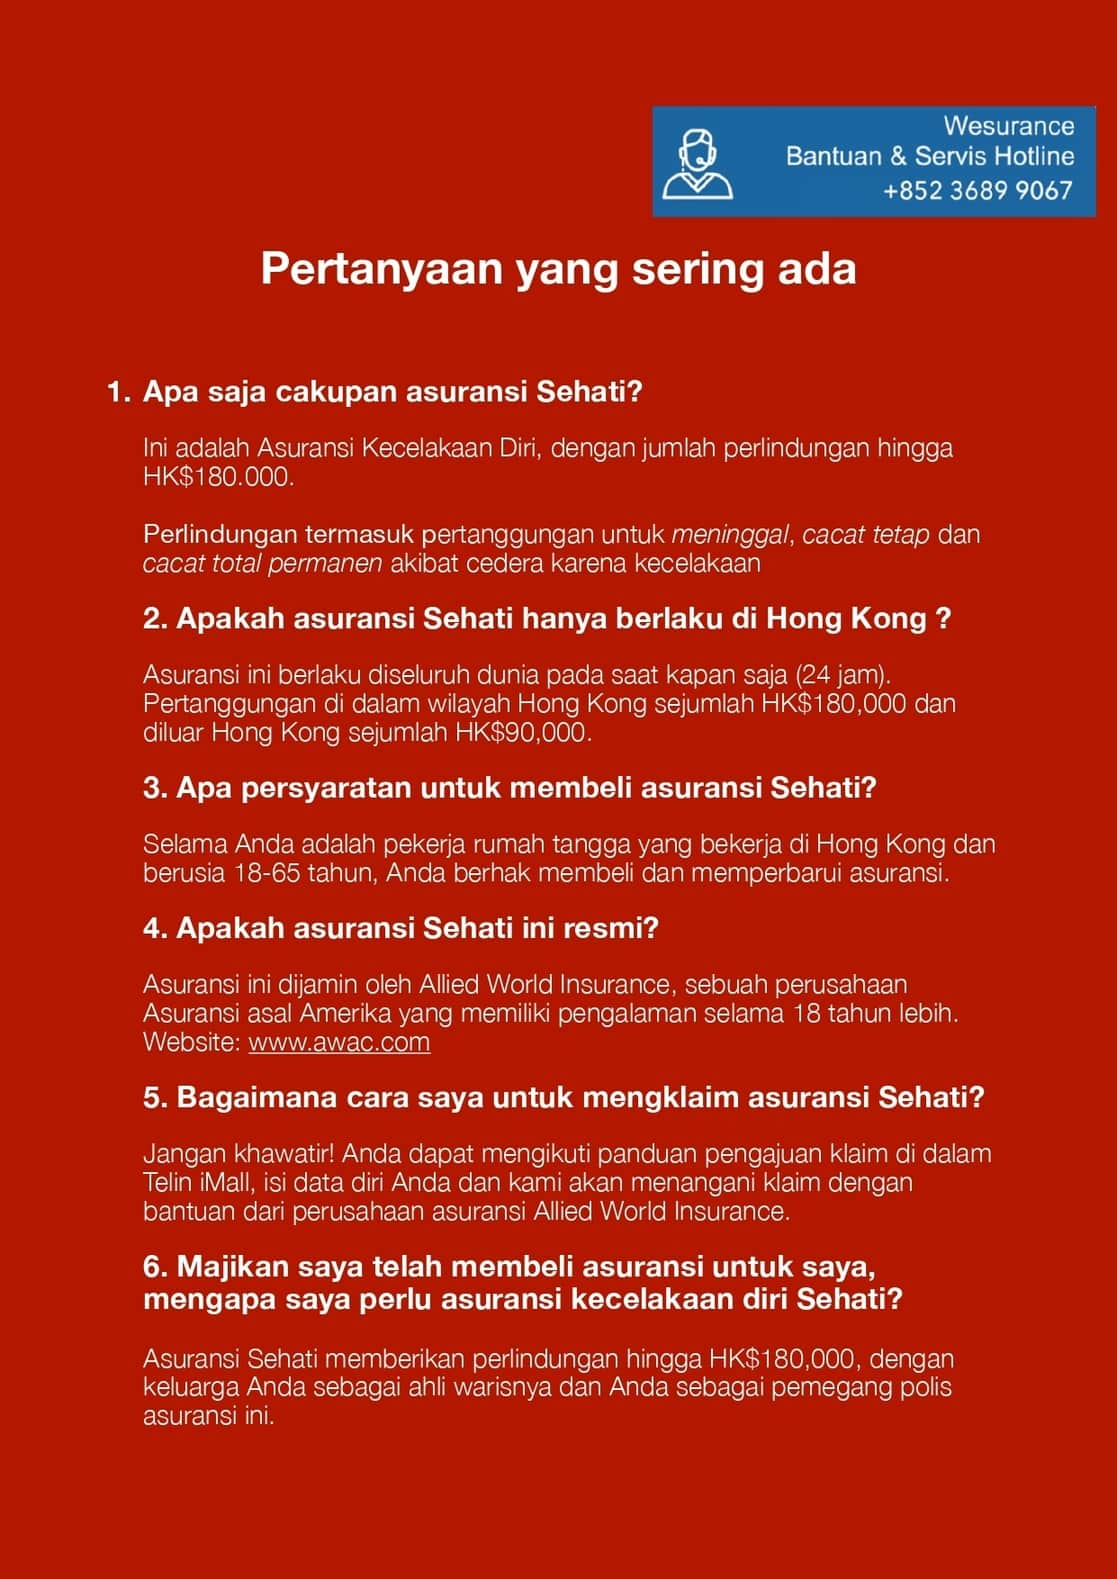 Wesurance
Bantuan & Servis Hotline
+852 3689 9067
Pertanyaan yang sering ada
1. Apa saja cakupan asuransi Sehati?
Ini adalah Asuransi Kecelakaan Diri, dengan jumlah perlindungan hingga
HK$180.000.
Perlindungan termasuk pertanggungan untuk meninggal, cacat tetap dan
cacat total permanen akibat cedera karena kecelakaan
2. Apakah asuransi Sehati hanya berlaku di Hong Kong ?
Asuransi ini berlaku diseluruh dunia pada saat kapan saja (24 jam).
Pertanggungan di dalam wilayah Hong Kong sejumlah HK$180,000 dan
diluar Hong Kong sejumlah HK$90,000.
3. Apa persyaratan untuk membeli asuransi Sehati?
Selama Anda adalah pekerja rumah tangga yang bekerja di Hong Kong dan
berusia 18-65 tahun, Anda berhak membeli dan memperbarui asuransi.
4. Apakah asuransi Sehati ini resmi?
Asuransi ini dijamin oleh Allied World Insurance, sebuah perusahaan
Asuransi asal Amerika yang memiliki pengalaman selama 18 tahun lebih.
Website: www.awac.com
5. Bagaimana cara saya untuk mengklaim asuransi Sehati?
Jangan khawatir! Anda dapat mengikuti panduan pengajuan klaim di dalam
Telin iMall, isi data diri Anda dan kami akan menangani klaim dengan
bantuan dari perusahaan asuransi Allied World Insurance.
6. Majikan saya telah membeli asuransi untuk saya,
mengapa saya perlu asuransi kecelakaan diri Sehati?
Asuransi Sehati memberikan perlindungan hingga HK$180,000, dengan
keluarga Anda sebagai ahli warisnya dan Anda sebagai pemegang polis
asuransi ini.